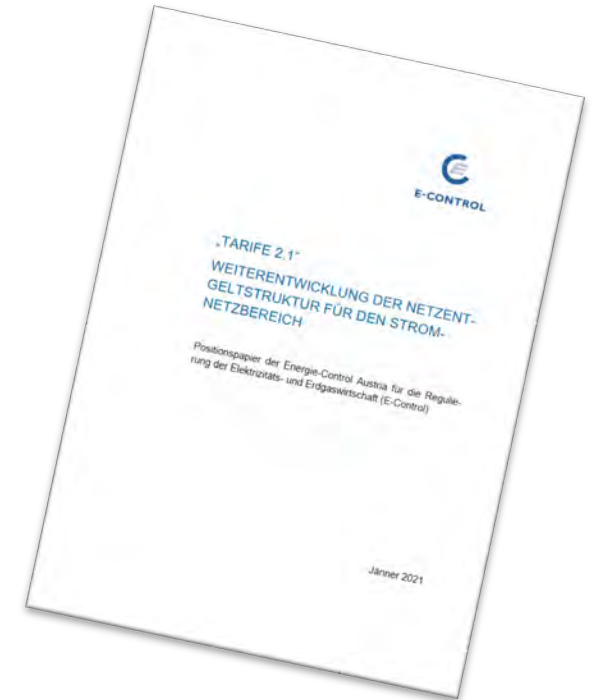 E-CONTROL
„TARIFE 2.1“
WEITERENTWICKLUNG DER NETZENT-
GELTSTRUKTUR FÜR DEN STROM-
NETZBEREICH
Positionspapier der Energie-Control Austria für die Regulie-
rung der Elektrizitäts- und Erdgaswirtschaft (E-Control)
Jänner 2021